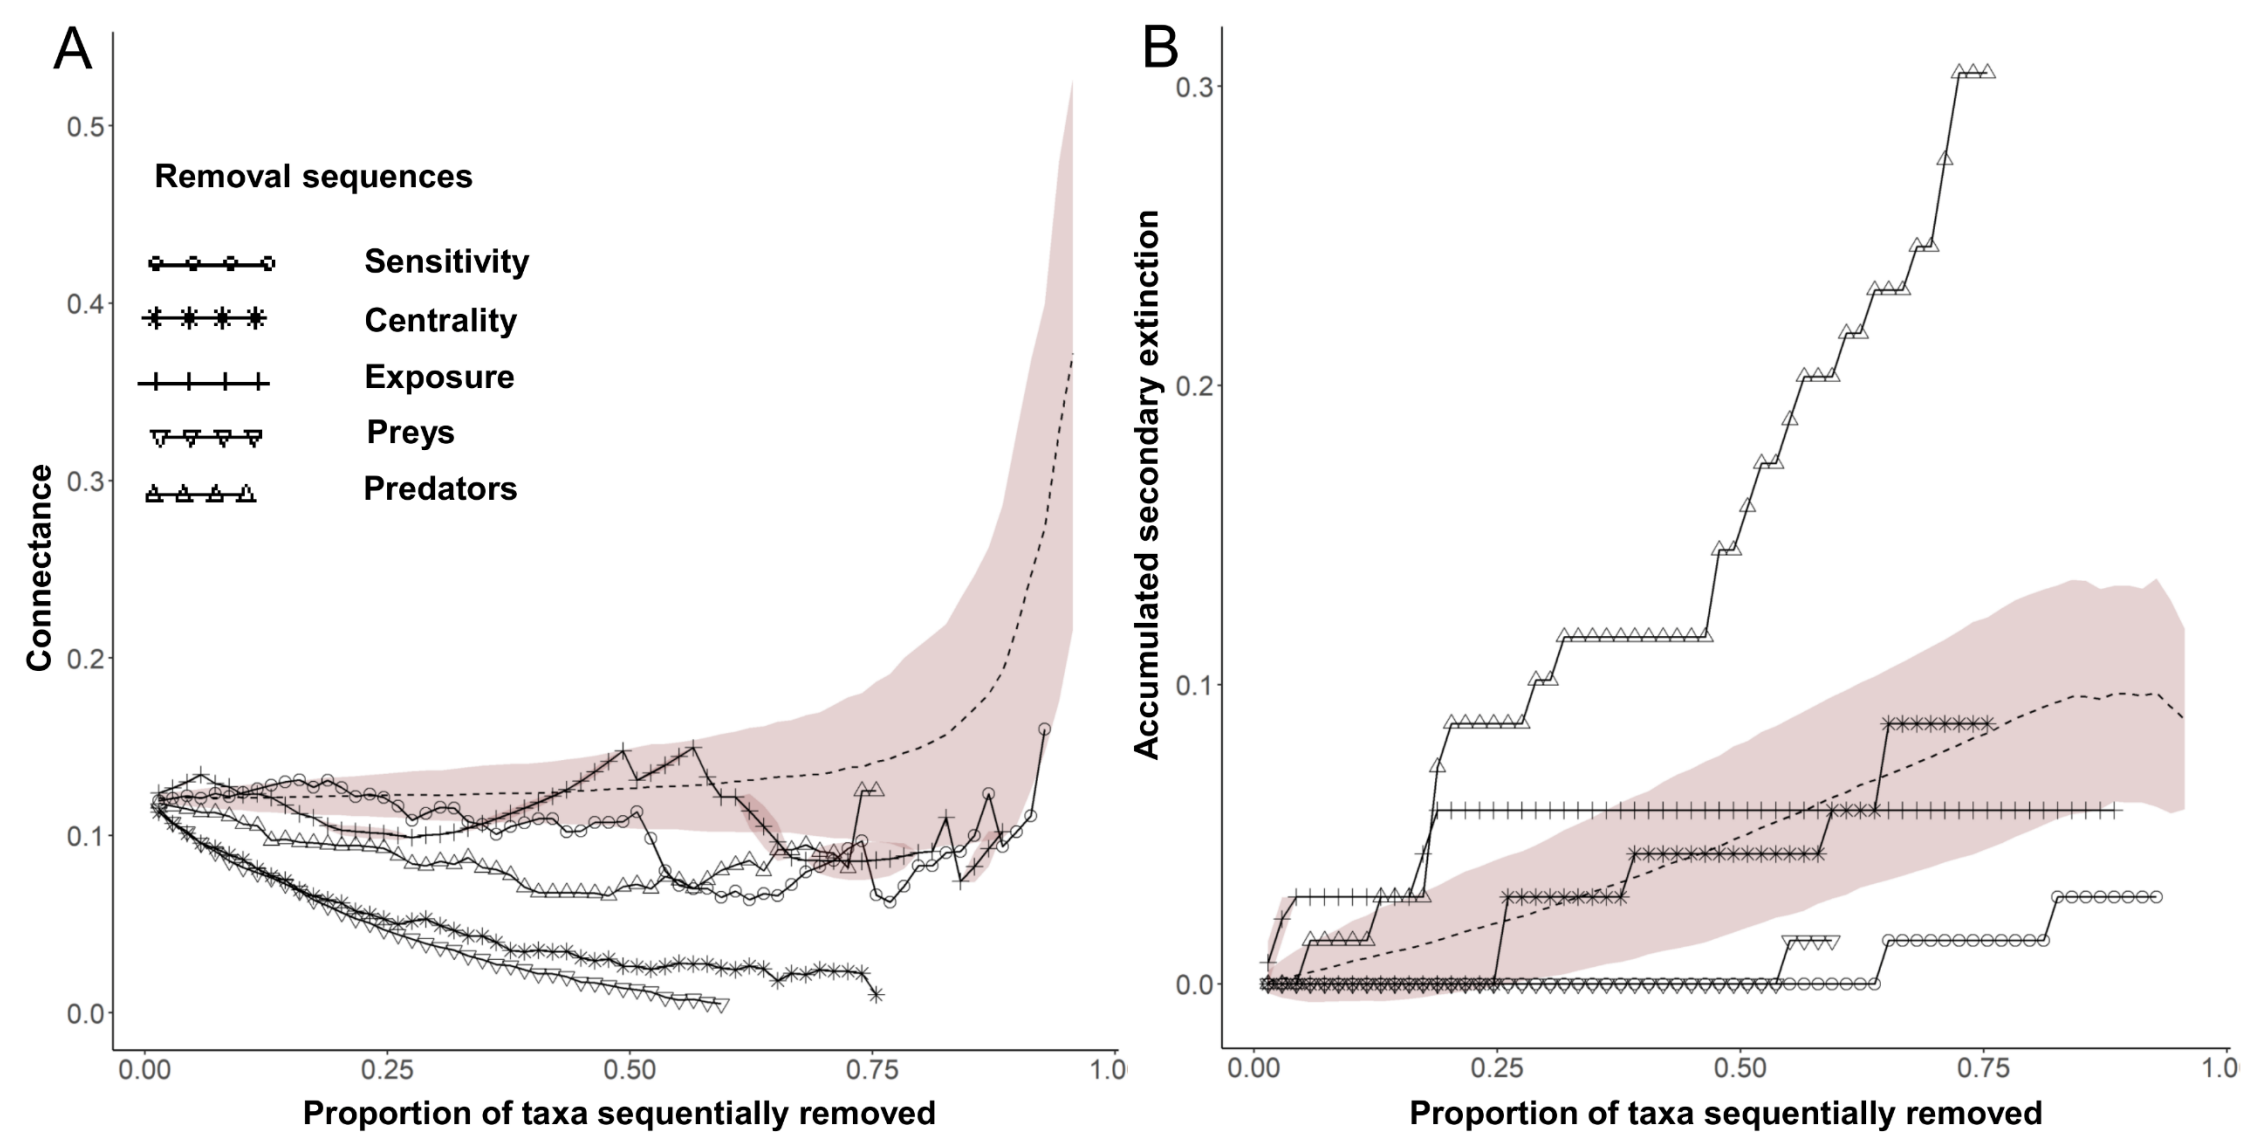 A
Removal sequences
Sensitivity
Centrality
Exposure
Preys
Predators
Connectance
0.5
0.4
0.3
0.2
0.1
0.0
0.00 0.25 0.50 0.75 1.0
Proportion of taxa sequentially removed
B
Accumulated secondary extinction
0.3
0.2
0.1
0.0
0.00 0.25 0.50 0.75 1.0
Proportion of taxa sequentially removed